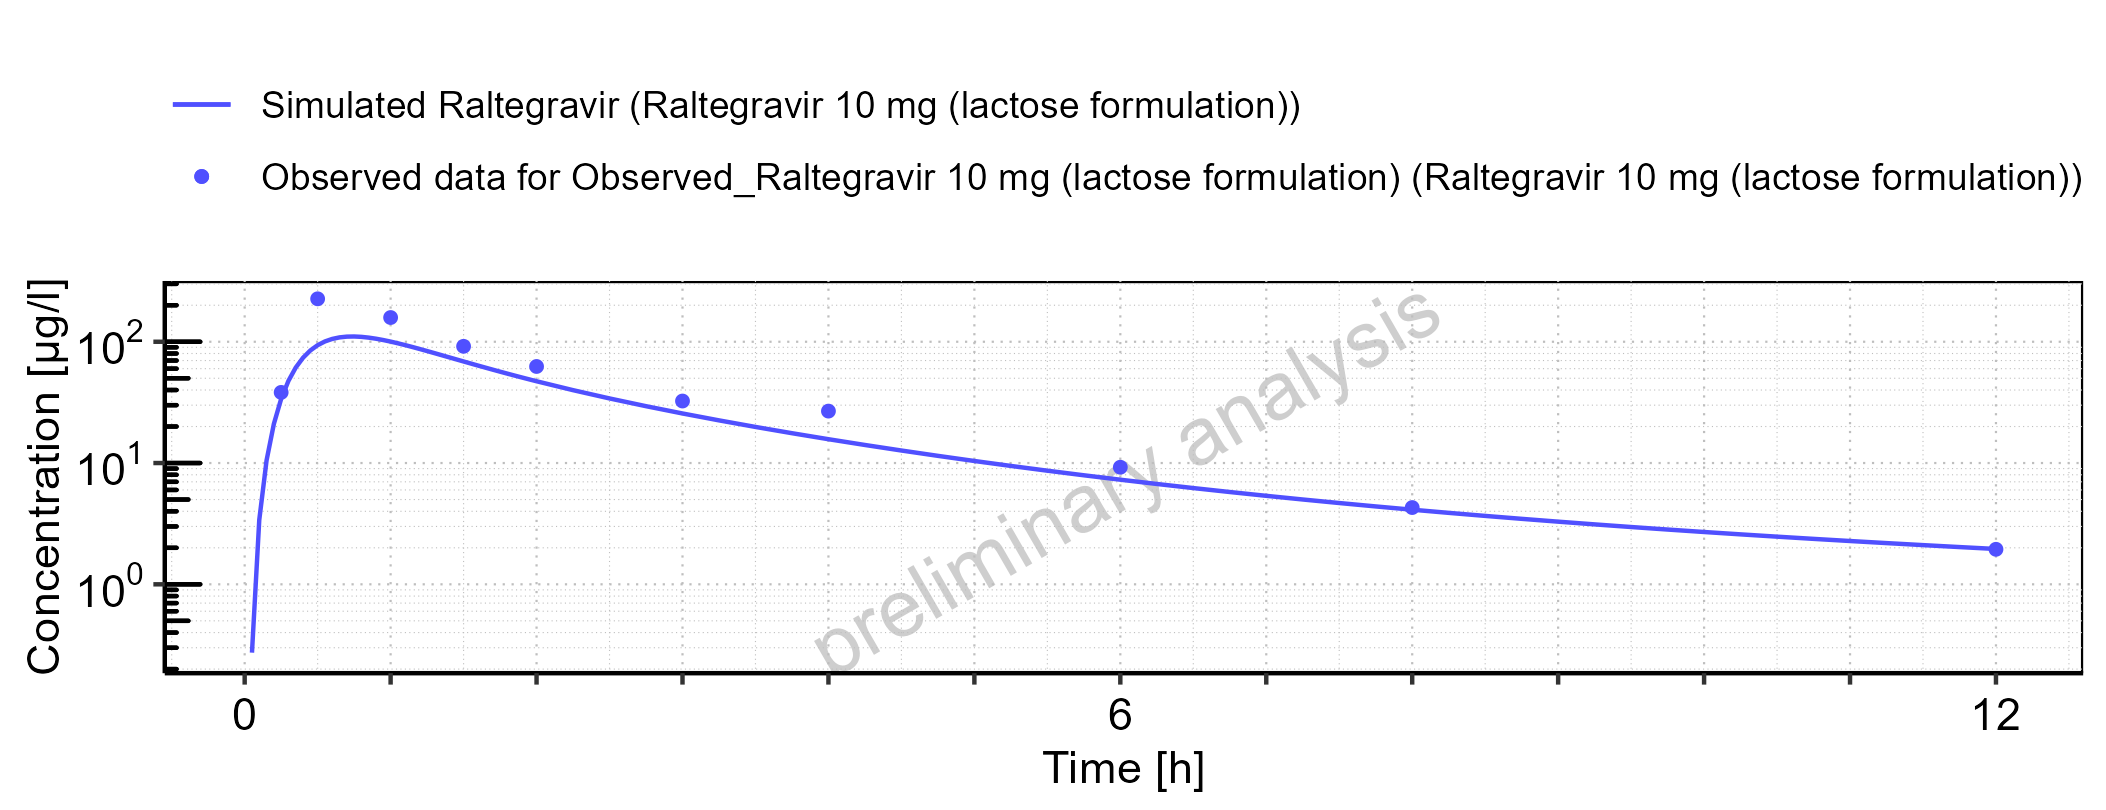 Simulated Raltegravir (Raltegravir 10 mg (lactose formulation))
Observed data for Observed_Raltegravir 10 mg (lactose formulation) (Raltegravir 10 mg (lactose formulation))
Concentration [µg/l]
10²
10¹
10⁰
preliminary analysis
0 6 12
Time [h]